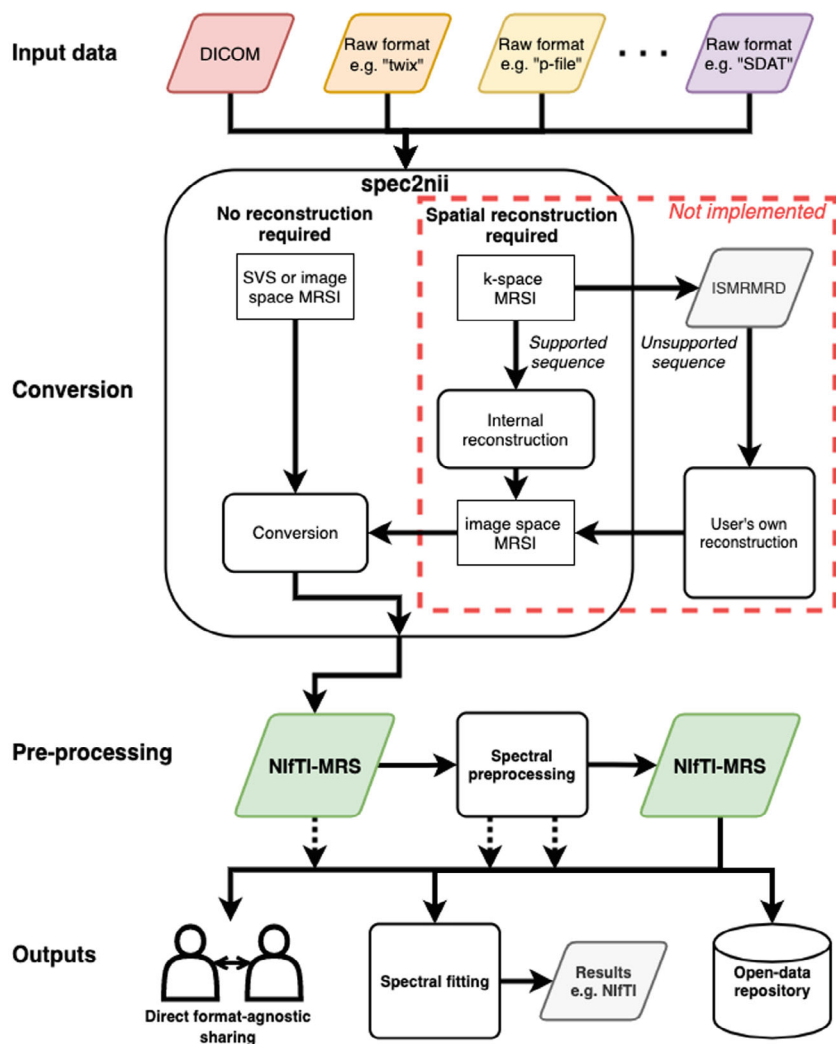 Input data
DICOM
Raw format
e.g. "twix"
Raw format
e.g. "p-file"
Raw format
e.g. "SDAT"
spec2nii
No reconstruction
required
Spatial reconstruction
required
Not implemented
SVS or image
space MRSI
k-space
MRSI
ISMRMRD
Supported
sequence
Unsupported
sequence
Conversion
Internal
reconstruction
Conversion
image space
MRSI
User's own
reconstruction
Pre-processing
NIfTI-MRS
Spectral
preprocessing
NIfTI-MRS
Outputs
Direct format-agnostic
sharing
Spectral fitting
Results
e.g. NIfTI
Open-data
repository